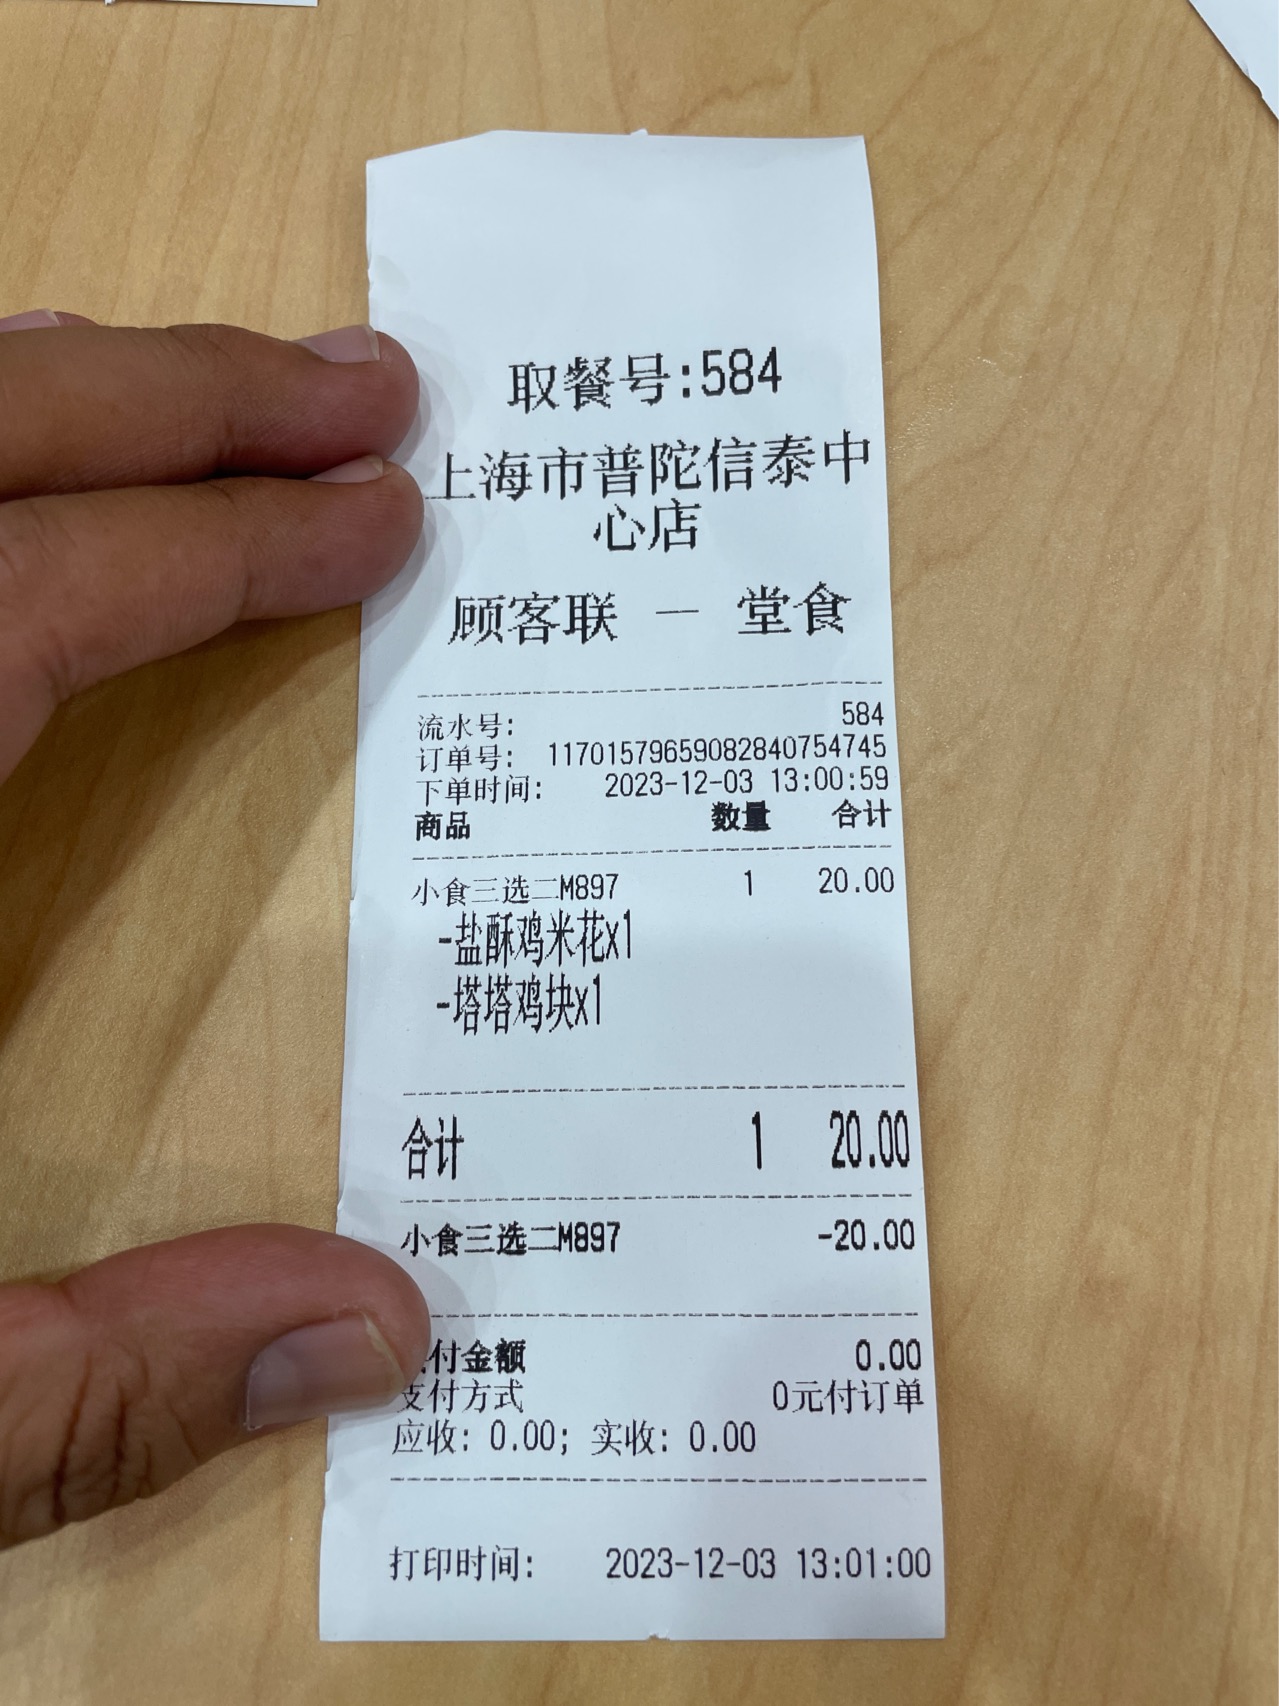 取餐号:584
上海市普陀信泰中
心店
顾客联 — 堂食
流水号: 584
订单号: 11701579659082840754745
下单时间: 2023-12-03 13:00:59
商品 数量 合计
小食三选二M897 1 20.00
-盐酥鸡米花x1
-塔塔鸡块x1
合计 1 20.00
小食三选二M897 -20.00
付金额 0.00
支付方式 0元付订单
应收: 0.00; 实收: 0.00
打印时间: 2023-12-03 13:01:00